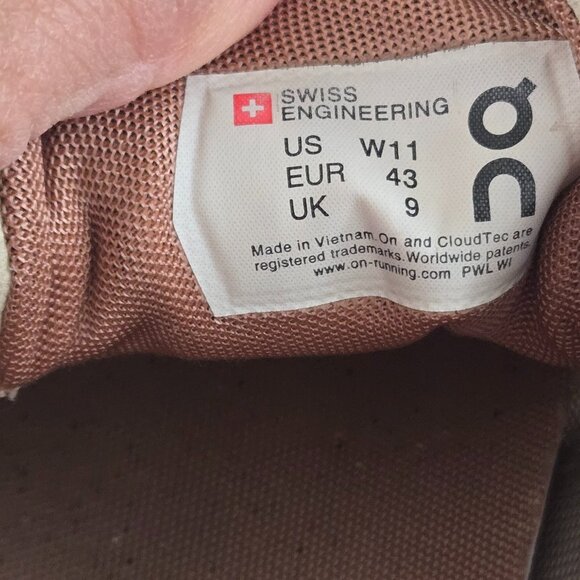 SWISS
ENGINEERING
US W11
EUR 43
UK 9
Made in Vietnam.On and CloudTec are
registered trademarks.Worldwide patents.
www.on-running.com PWL WI
On